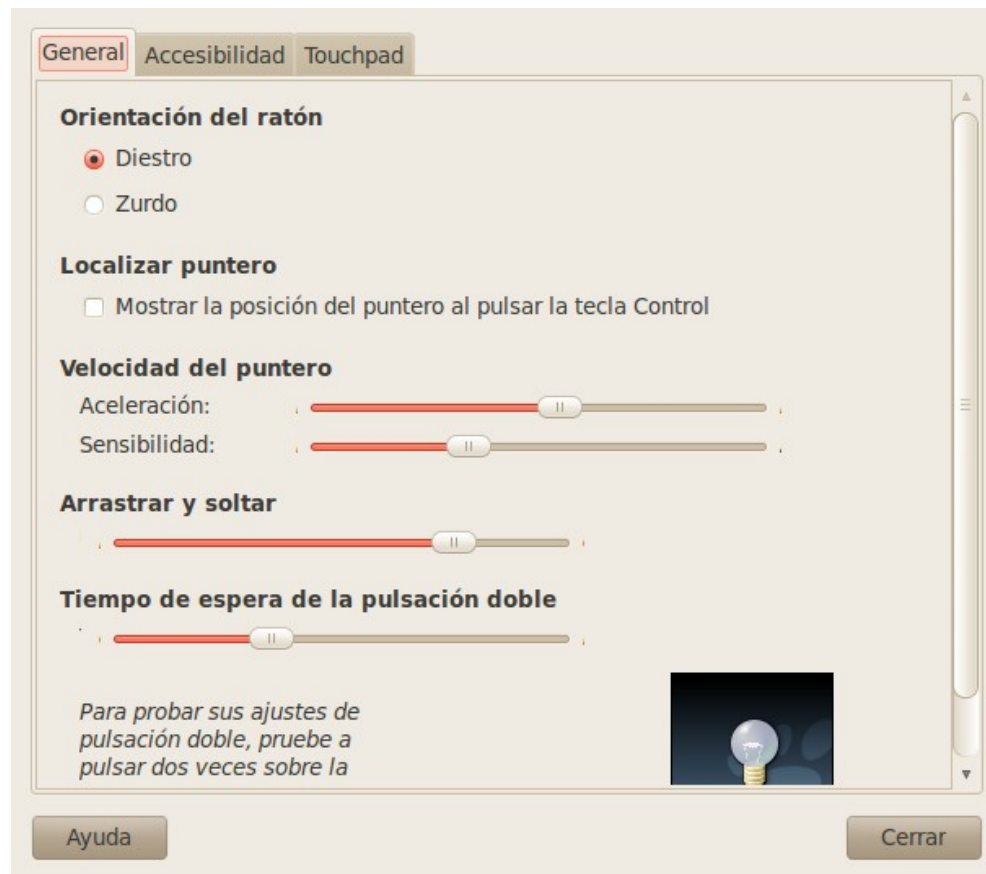 General Accesibilidad Touchpad
Orientación del ratón
Diestro
Zurdo
Localizar puntero
Mostrar la posición del puntero al pulsar la tecla Control
Velocidad del puntero
Aceleración:
Sensibilidad:
Arrastrar y soltar
Tiempo de espera de la pulsación doble
Para probar sus ajustes de
pulsación doble, pruebe a
pulsar dos veces sobre la
Ayuda Cerrar